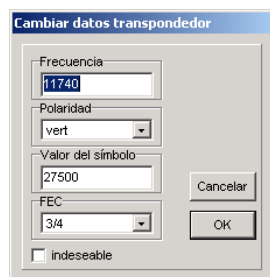 Cambiar datos transpondedor
Frecuencia
11740
Polaridad
vert
Valor del símbolo
27500
FEC
3/4
Cancelar
OK
indeseable